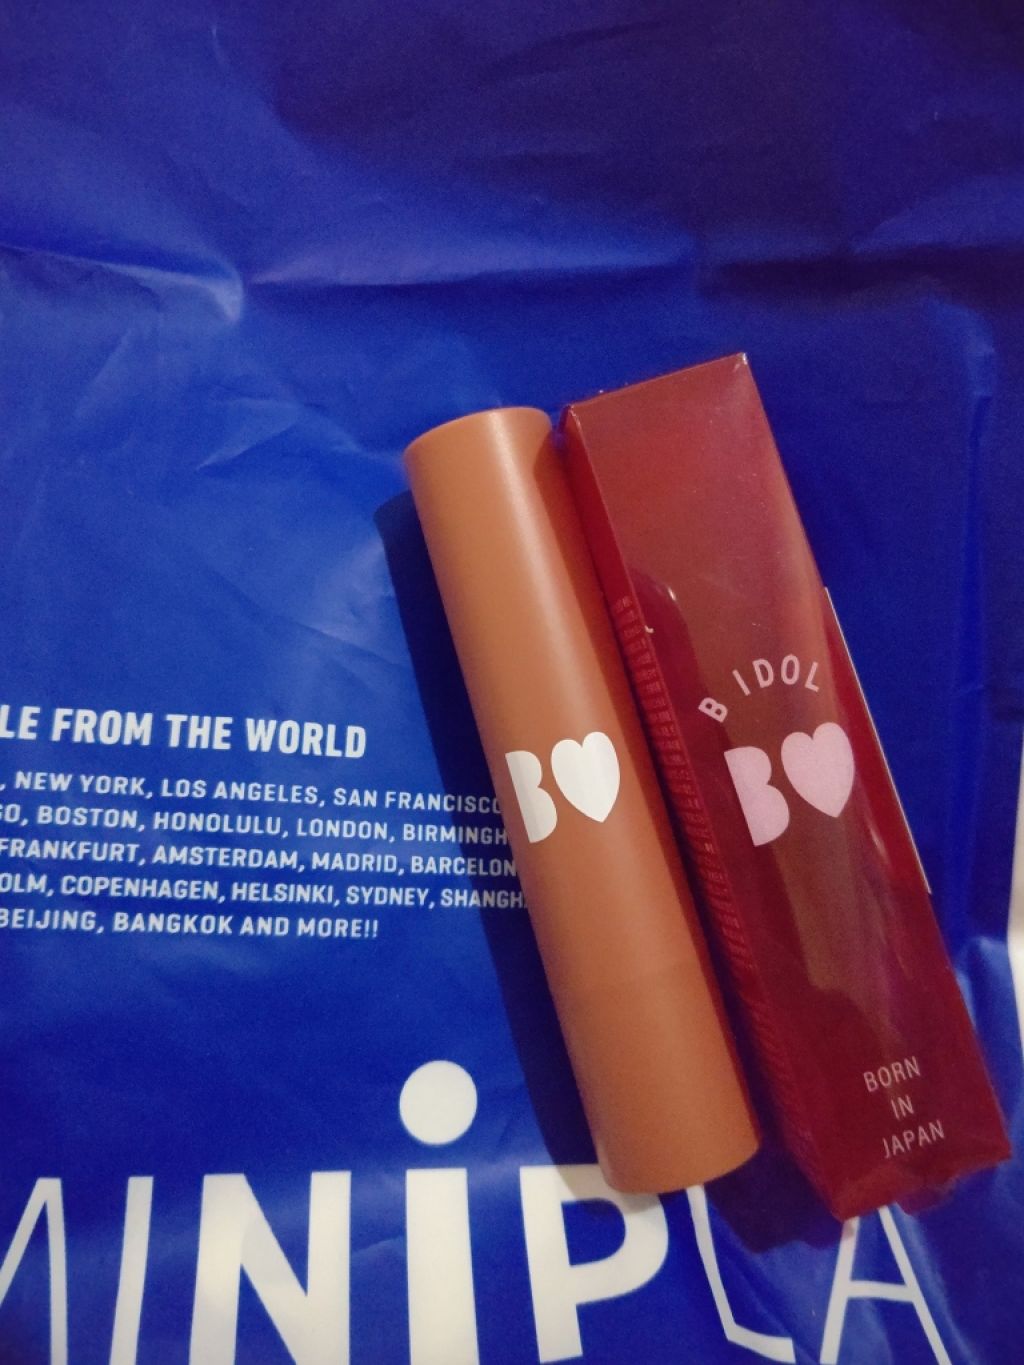 LE FROM THE WORLD
, NEW YORK, LOS ANGELES, SAN FRANCISCO
GO, BOSTON, HONOLULU, LONDON, BIRMINGH
FRANKFURT, AMSTERDAM, MADRID, BARCELON
OLM, COPENHAGEN, HELSINKI, SYDNEY, SHANGH
BEIJING, BANGKOK AND MORE!!
MINIPLA
B
B IDOL
B
BORN
IN
JAPAN